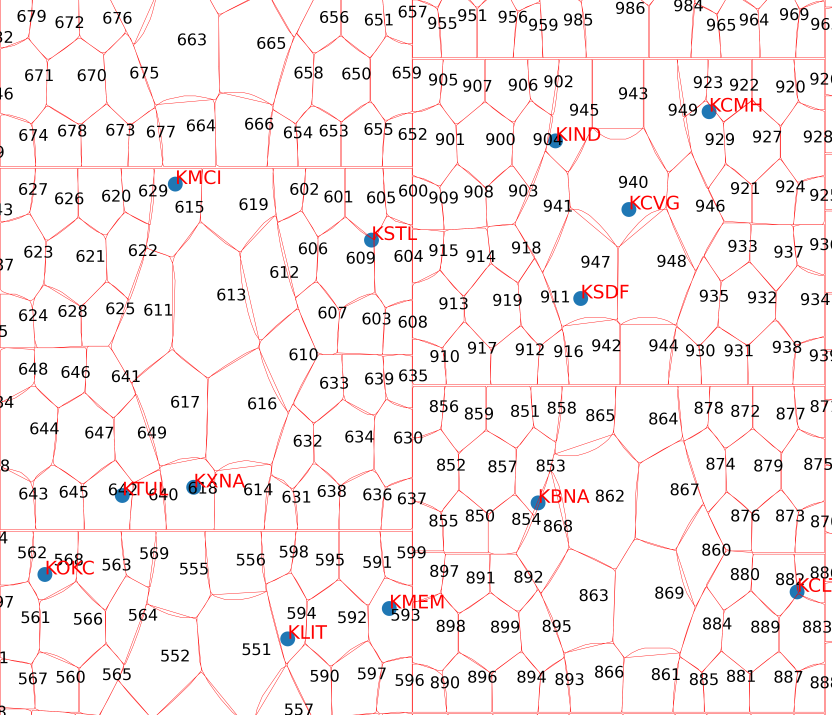 679 672 676 663 665 656 651 657
671 670 675 658 650 659
674 678 673 677 664 666 654 653 655 652
955 951 956 959 985 986 984 965 964 969
905 907 906 902 945 943 949 923 922 920
KCMH
901 900 904 KIND 929 927 928
909 908 903 941 940 946 921 924
KCVG
915 914 918 947 948 933 937
913 919 911 KSDF 935 932 934
910 917 912 916 942 944 930 931 938 939
KMCI
627 626 620 629 615 619 602 601 605 600
KSTL
623 621 622 613 612 606 609 604
624 628 625 611 607 603 608
648 646 641 610 633 639 635
644 647 649 617 616 632 634 630
KTUL KXNA
643 645 642 640 618 614 631 638 636 637
856 859 851 858 865 864 878 872 877
852 857 853 862 867 874 879 875
KBNA
855 850 854 868 860 876 873
897 891 892 863 869 880 882
KCL
898 899 895 884 889 883
890 896 894 893 866 861 885 881 887
562 568 563 569 555 556 598 595 591 599
KOKC
KMEM
561 566 564 594 592 593
KLIT
567 560 565 552 551 590 597 596
557